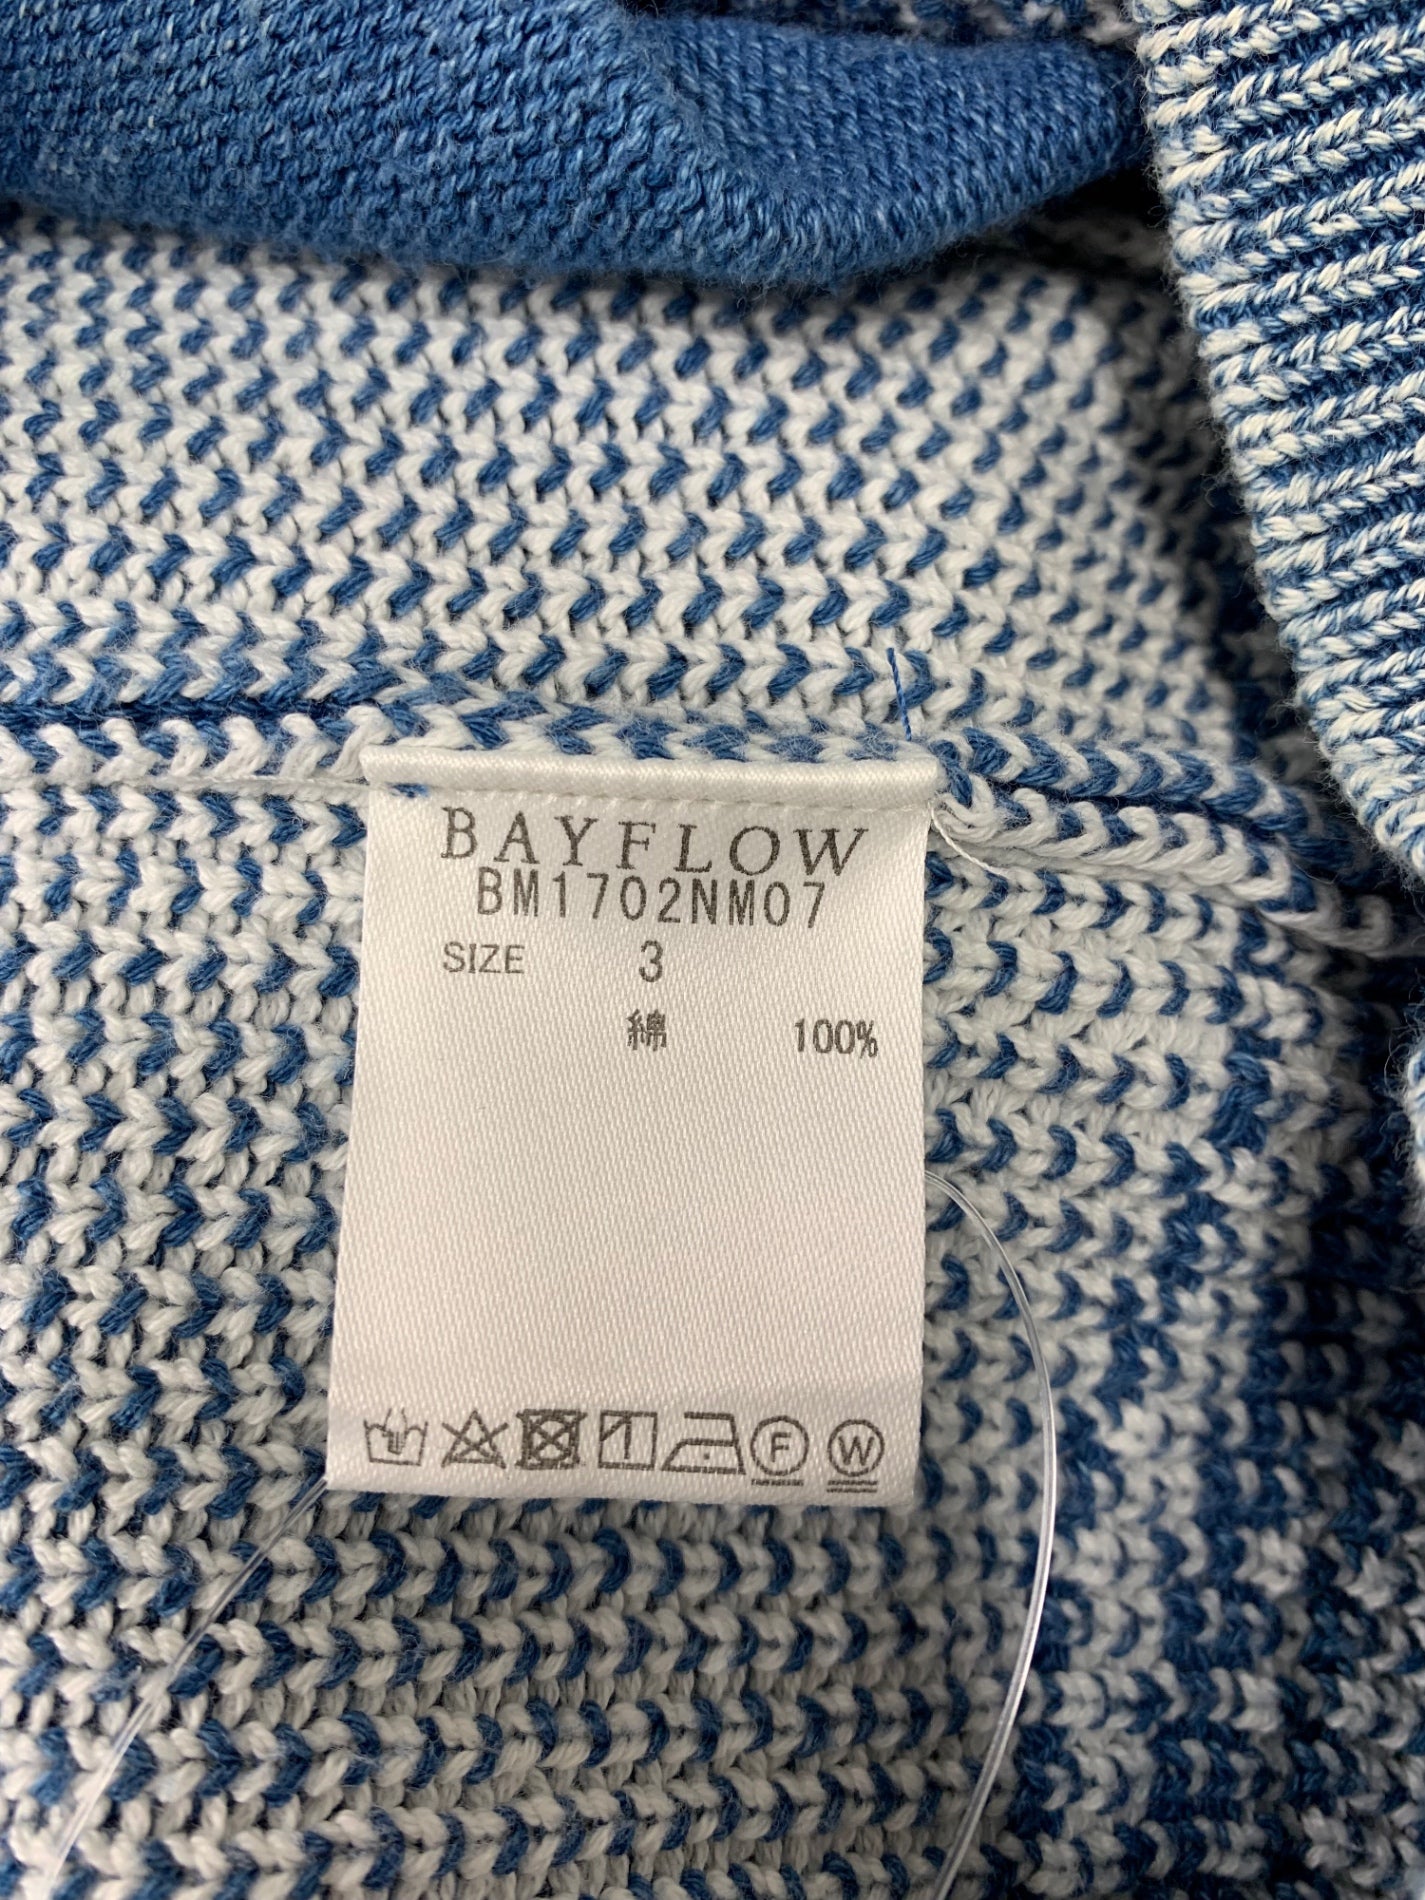 BAYFLOW
BM1702NM07
SIZE 3
綿 100%
F W